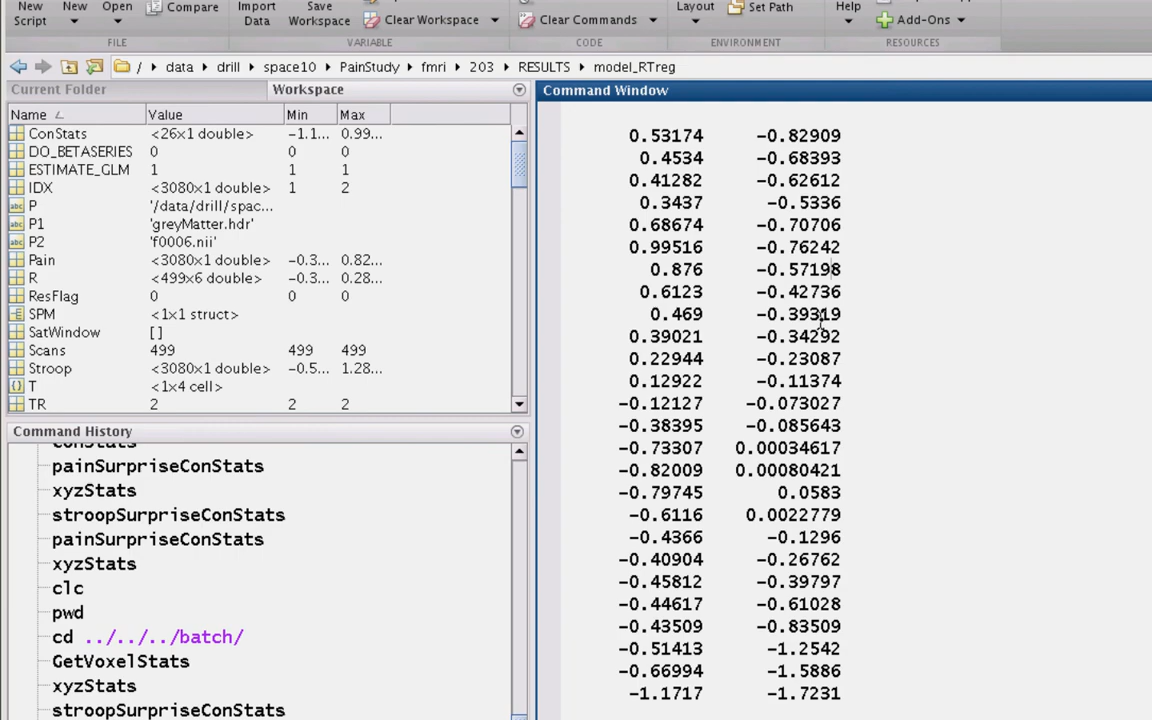 New New Open Compare Import Save Clear Workspace Clear Commands Layout Set Path Help Add-Ons
Script Data Workspace
FILE VARIABLE CODE ENVIRONMENT RESOURCES
/ data drill space10 PainStudy fmri 203 RESULTS model_RTreg
Current Folder Workspace
Name Value Min Max
ConStats <26x1 double> -1.1... 0.99...
DO_BETASERIES 0 0 0
ESTIMATE_GLM 1 1 1
IDX <3080x1 double> 1 2
P '/data/drill/spac...
P1 'greyMatter.hdr'
P2 'f0006.nii'
Pain <3080x1 double> -0.3... 0.82...
R <499x6 double> -0.3... 0.28...
ResFlag 0 0 0
SPM <1x1 struct>
SatWindow []
Scans 499 499 499
Stroop <3080x1 double> -0.5... 1.28...
T <1x4 cell>
TR 2 2 2
Command History
ConStats
painSurpriseConStats
xyzStats
stroopSurpriseConStats
painSurpriseConStats
xyzStats
clc
pwd
cd ../../../batch/
GetVoxelStats
xyzStats
stroopSurpriseConStats
Command Window
0.53174 -0.82909
0.4534 -0.68393
0.41282 -0.62612
0.3437 -0.5336
0.68674 -0.70706
0.99516 -0.76242
0.876 -0.57198
0.6123 -0.42736
0.469 -0.39319
0.39021 -0.34292
0.22944 -0.23087
0.12922 -0.11374
-0.12127 -0.073027
-0.38395 -0.085643
-0.73307 0.00034617
-0.82009 0.00080421
-0.79745 0.0583
-0.6116 0.0022779
-0.4366 -0.1296
-0.40904 -0.26762
-0.45812 -0.39797
-0.44617 -0.61028
-0.43509 -0.83509
-0.51413 -1.2542
-0.66994 -1.5886
-1.1717 -1.7231